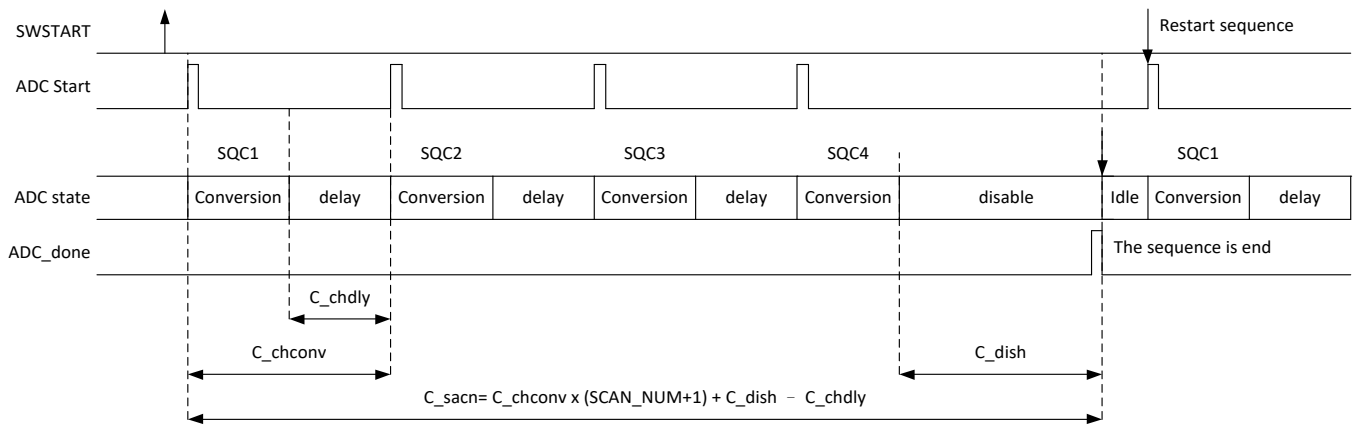 SWSTART
Restart sequence
ADC Start
SQC1 SQC2 SQC3 SQC4 SQC1
ADC state Conversion delay Conversion delay Conversion delay Conversion disable Idle Conversion delay
ADC_done The sequence is end
C_chdly
C_chconv C_dish
C_sacn= C_chconv x (SCAN_NUM+1) + C_dish – C_chdly